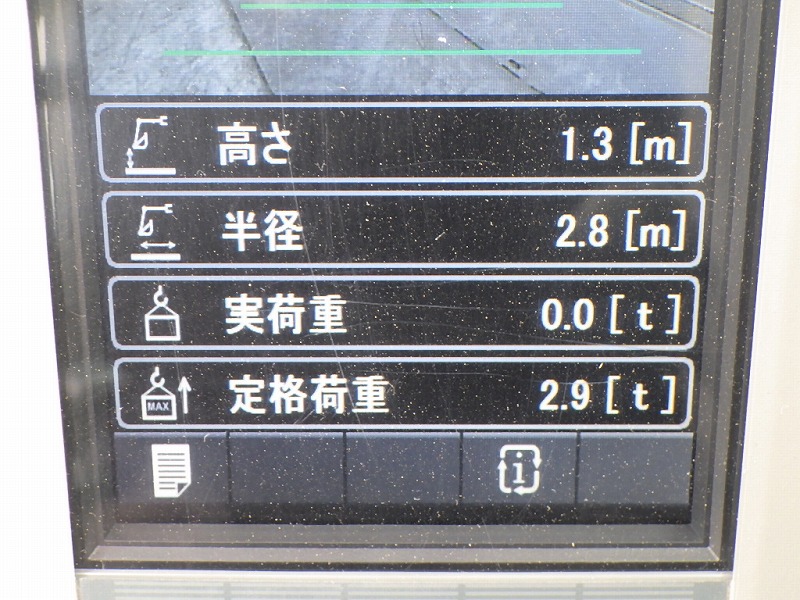 高さ 1.3 [m]
半径 2.8 [m]
実荷重 0.0 [ t ]
MAX 定格荷重 2.9 [ t ]
i